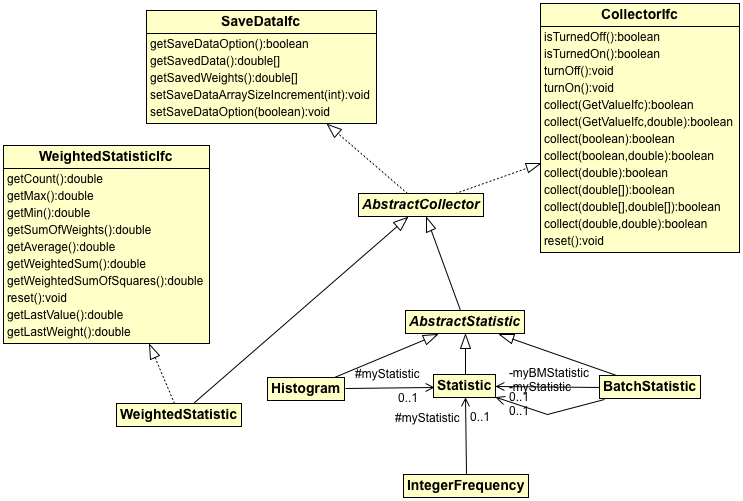 SaveDataIfc
getSaveDataOption():boolean
getSavedData():double[]
getSavedWeights():double[]
setSaveDataArraySizeIncrement(int):void
setSaveDataOption(boolean):void
CollectorIfc
isTurnedOff():boolean
isTurnedOn():boolean
turnOff():void
turnOn():void
collect(GetValueIfc):boolean
collect(GetValueIfc,double):boolean
collect(boolean):boolean
collect(boolean,double):boolean
collect(double):boolean
collect(double[]):boolean
collect(double[],double[]):boolean
collect(double,double):boolean
reset():void
WeightedStatisticIfc
getCount():double
getMax():double
getMin():double
getSumOfWeights():double
getAverage():double
getWeightedSum():double
getWeightedSumOfSquares():double
reset():void
getLastValue():double
getLastWeight():double
AbstractCollector
AbstractStatistic
#myStatistic
-myBMStatistic
Histogram
Statistic
-myStatistic
BatchStatistic
0..1
0..1
0..1
WeightedStatistic
#myStatistic
0..1
IntegerFrequency